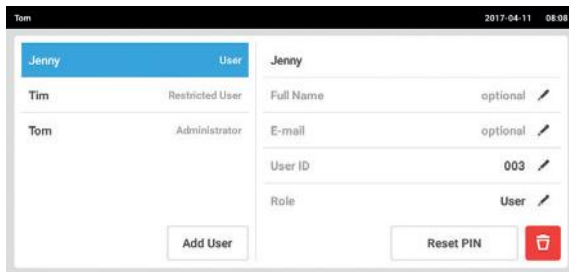 Tom 2017-04-11 08:08
Jenny User
Tim Restricted User
Tom Administrator
Add User
Jenny
Full Name optional
E-mail optional
User ID 003
Role User
Reset PIN